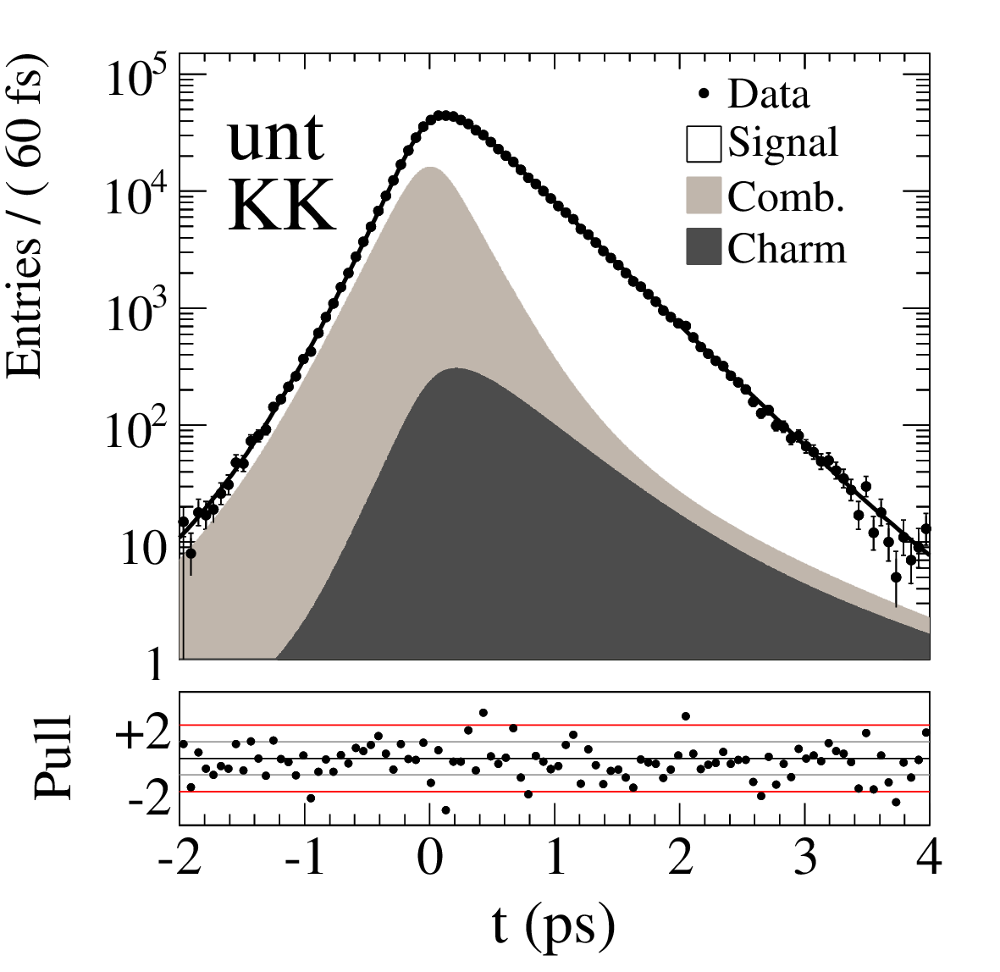 Entries / ( 60 fs)
10^5
10^4
10^3
10^2
10
1
unt
KK
Data
Signal
Comb.
Charm
Pull
+2
-2
-2 -1 0 1 2 3 4
t (ps)